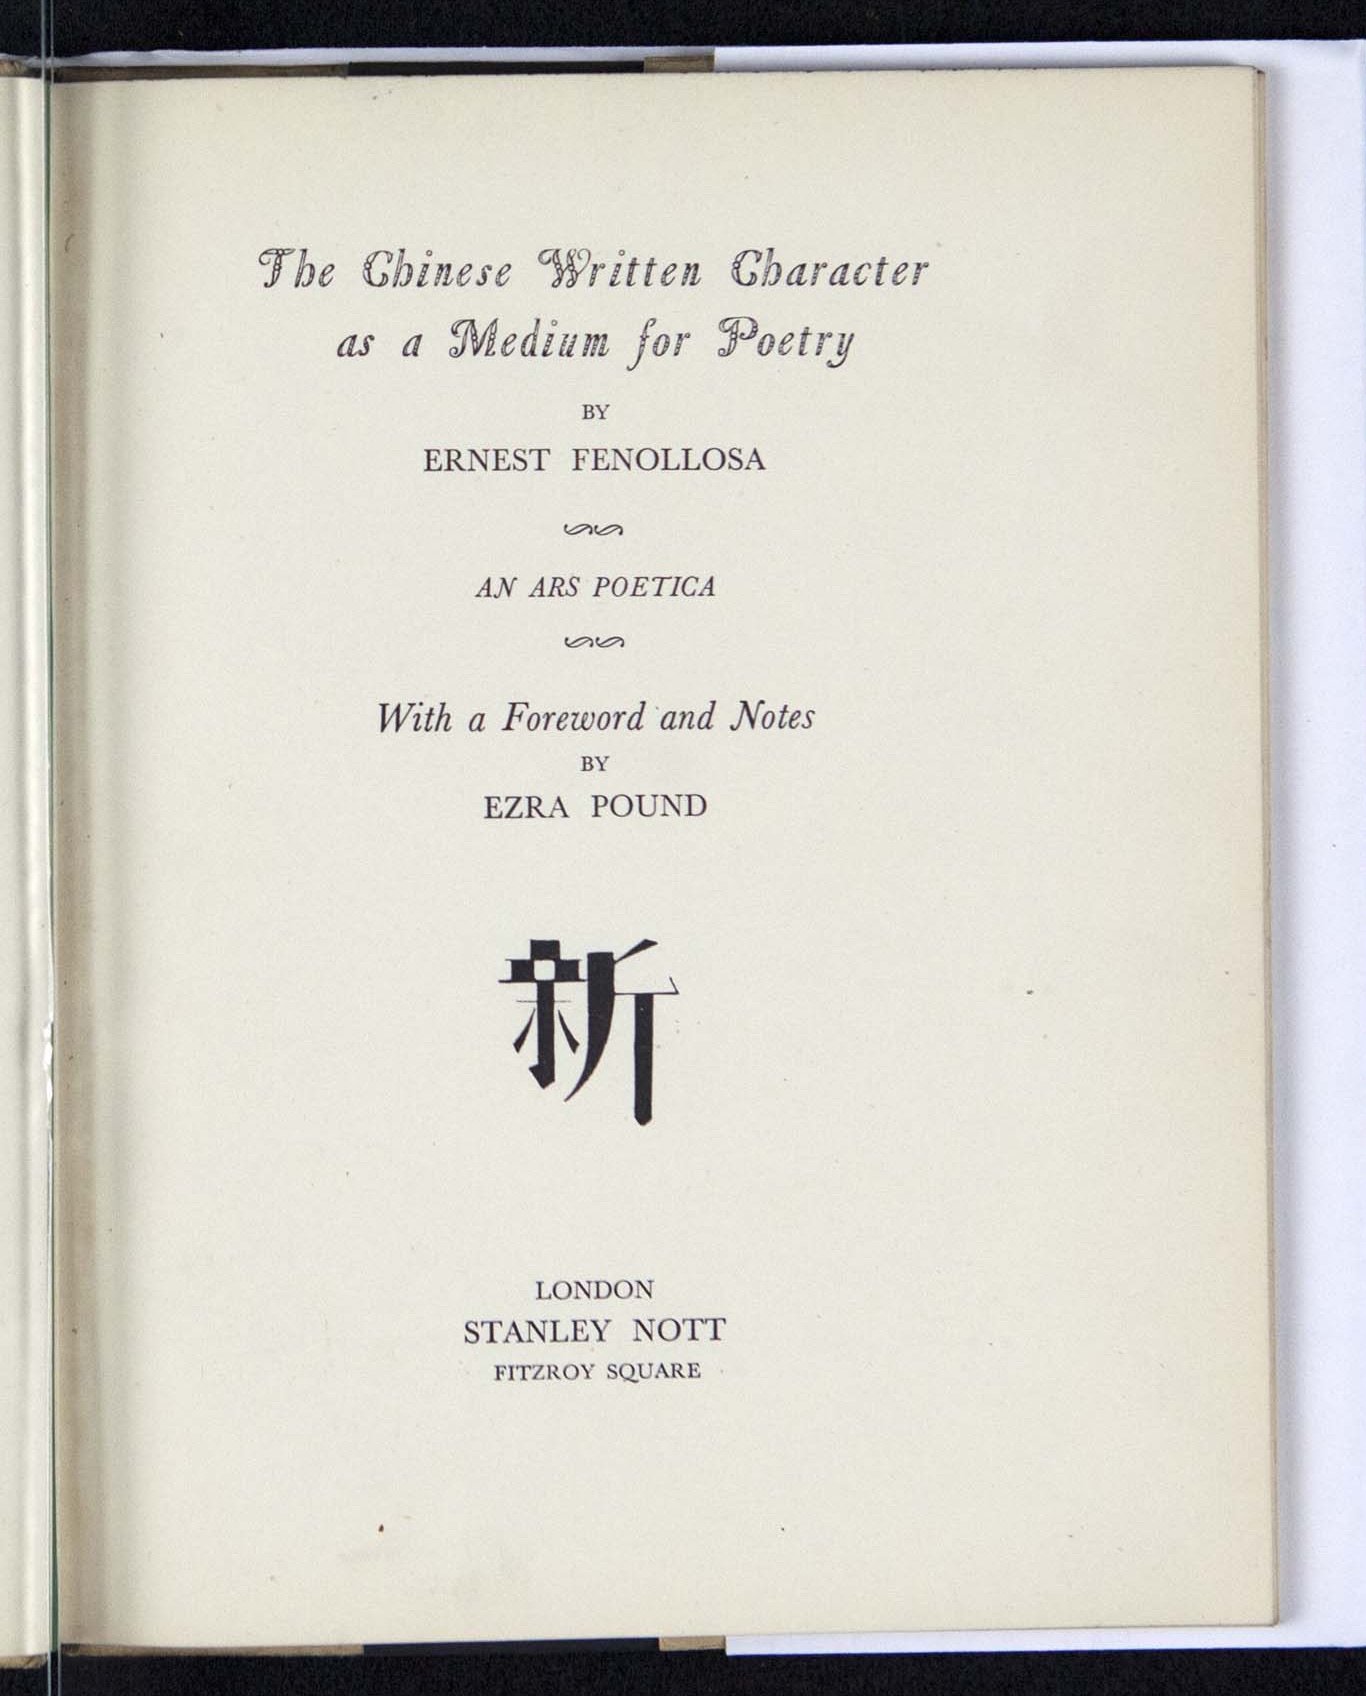 The Chinese Written Character
as a Medium for Poetry
BY
ERNEST FENOLLOSA
AN ARS POETICA
With a Foreword and Notes
BY
EZRA POUND
新
LONDON
STANLEY NOTT
FITZROY SQUARE